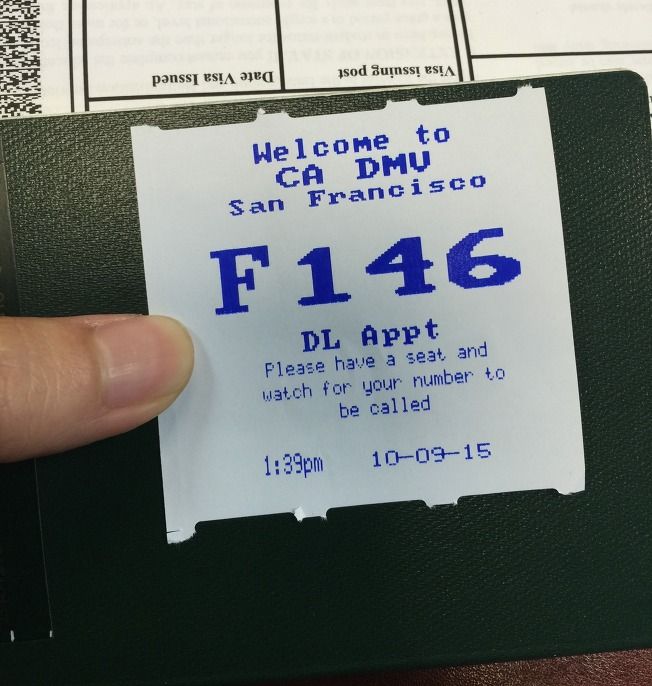 Date Visa Issued
Visa issuing post
Welcome to
CA DMV
San Francisco
F146
DL Appt
Please have a seat and
watch for your number to
be called
1:39pm 10-09-15